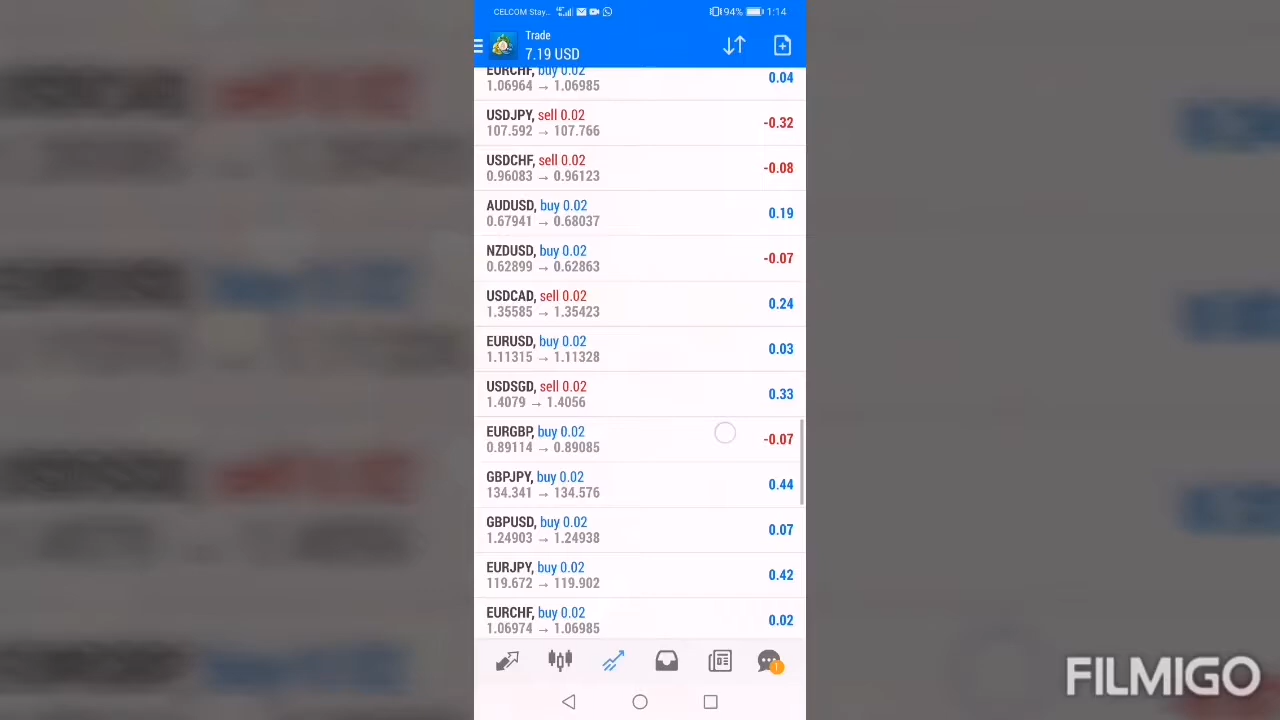 CELCOM Stay...
94% 1:14
Trade
7.19 USD
EURCHF, buy 0.02
1.06964 → 1.06985
0.04
USDJPY, sell 0.02
107.592 → 107.766
-0.32
USDCHF, sell 0.02
0.96083 → 0.96123
-0.08
AUDUSD, buy 0.02
0.67941 → 0.68037
0.19
NZDUSD, buy 0.02
0.62899 → 0.62863
-0.07
USDCAD, sell 0.02
1.35585 → 1.35423
0.24
EURUSD, buy 0.02
1.11315 → 1.11328
0.03
USDSGD, sell 0.02
1.4079 → 1.4056
0.33
EURGBP, buy 0.02
0.89114 → 0.89085
-0.07
GBPJPY, buy 0.02
134.341 → 134.576
0.44
GBPUSD, buy 0.02
1.24903 → 1.24938
0.07
EURJPY, buy 0.02
119.672 → 119.902
0.42
EURCHF, buy 0.02
1.06974 → 1.06985
0.02
1
FILMIGO